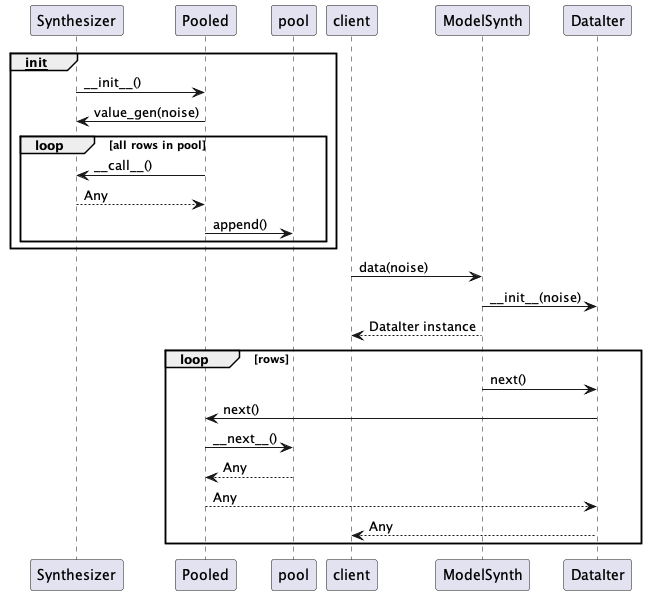 Synthesizer Pooled pool client ModelSynth DataIter
init
__init__()
value_gen(noise)
loop [all rows in pool]
__call__()
Any
append()
data(noise)
__init__(noise)
DataIter instance
loop [rows]
next()
next()
__next__()
Any
Any
Any
Synthesizer Pooled pool client ModelSynth DataIter